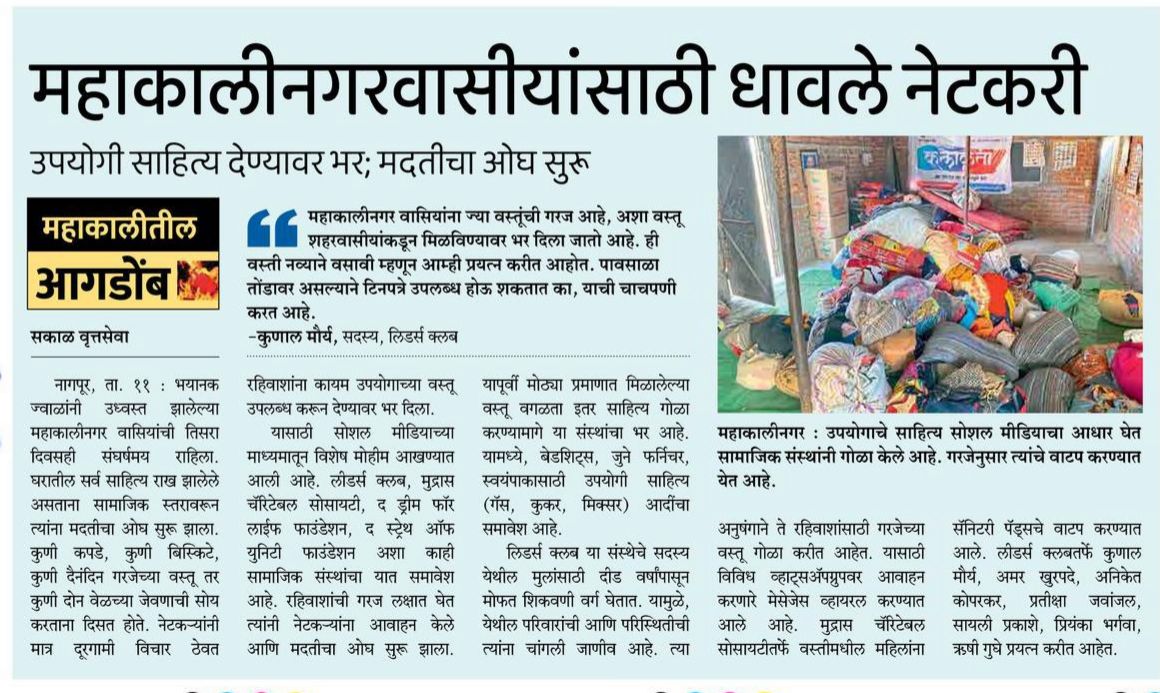 महाकालीनगरवासीयांसाठी धावले नेटकरी
उपयोगी साहित्य देण्यावर भर; मदतीचा ओघ सुरू
महाकालीतील
आगडोंब
सकाळ वृत्तसेवा
महाकालीनगर वासियांना ज्या वस्तूंची गरज आहे, अशा वस्तू
शहरवासीयांकडून मिळविण्यावर भर दिला जातो आहे. ही
वस्ती नव्याने वसावी म्हणून आम्ही प्रयत्न करीत आहोत. पावसाळा
तोंडावर असल्याने टिनपत्रे उपलब्ध होऊ शकतात का, याची चाचपणी
करत आहे.
-कुणाल मौर्य, सदस्य, लिडर्स क्लब
नागपूर, ता. ११ : भयानक
ज्वाळांनी उध्वस्त झालेल्या
महाकालीनगर वासियांची तिसरा
दिवसही संघर्षमय राहिला.
घरातील सर्व साहित्य राख झालेले
असताना सामाजिक स्तरावरून
त्यांना मदतीचा ओघ सुरू झाला.
कुणी कपडे, कुणी बिस्किटे,
कुणी दैनंदिन गरजेच्या वस्तू तर
कुणी दोन वेळच्या जेवणाची सोय
करताना दिसत होते. नेटकऱ्यांनी
मात्र दूरगामी विचार ठेवत
रहिवाशांना कायम उपयोगाच्या वस्तू
उपलब्ध करून देण्यावर भर दिला.
यासाठी सोशल मीडियाच्या
माध्यमातून विशेष मोहीम आखण्यात
आली आहे. लीडर्स क्लब, मुद्रास
चॅरिटेबल सोसायटी, द ड्रीम फॉर
लाईफ फाउंडेशन, द स्ट्रेथ ऑफ
युनिटी फाउंडेशन अशा काही
सामाजिक संस्थांचा यात समावेश
आहे. रहिवाशांची गरज लक्षात घेत
त्यांनी नेटकऱ्यांना आवाहन केले
आणि मदतीचा ओघ सुरू झाला.
यापूर्वी मोठ्या प्रमाणात मिळालेल्या
वस्तू वगळता इतर साहित्य गोळा
करण्यामागे या संस्थांचा भर आहे.
यामध्ये, बेडशिट्स, जुने फर्निचर,
स्वयंपाकासाठी उपयोगी साहित्य
(गॅस, कुकर, मिक्सर) आदींचा
समावेश आहे.
लिडर्स क्लब या संस्थेचे सदस्य
येथील मुलांसाठी दीड वर्षांपासून
मोफत शिकवणी वर्ग घेतात. यामुळे,
येथील परिवारांची आणि परिस्थितीची
त्यांना चांगली जाणीव आहे. त्या
कळाकृती
महाकालीनगर : उपयोगाचे साहित्य सोशल मीडियाचा आधार घेत
सामाजिक संस्थांनी गोळा केले आहे. गरजेनुसार त्यांचे वाटप करण्यात
येत आहे.
अनुषंगाने ते रहिवाशांसाठी गरजेच्या
वस्तू गोळा करीत आहेत. यासाठी
विविध व्हाट्सॲपग्रुपवर आवाहन
करणारे मेसेजेस व्हायरल करण्यात
आले आहे. मुद्रास चॅरिटेबल
सोसायटीतर्फे वस्तीमधील महिलांना
सॅनिटरी पॅड्सचे वाटप करण्यात
आले. लीडर्स क्लबतर्फे कुणाल
मौर्य, अमर खुरपदे, अनिकेत
कोपरकर, प्रतीक्षा जवांजल,
सायली प्रकाशे, प्रियंका भर्गवा,
ऋषी गुघे प्रयत्न करीत आहेत.